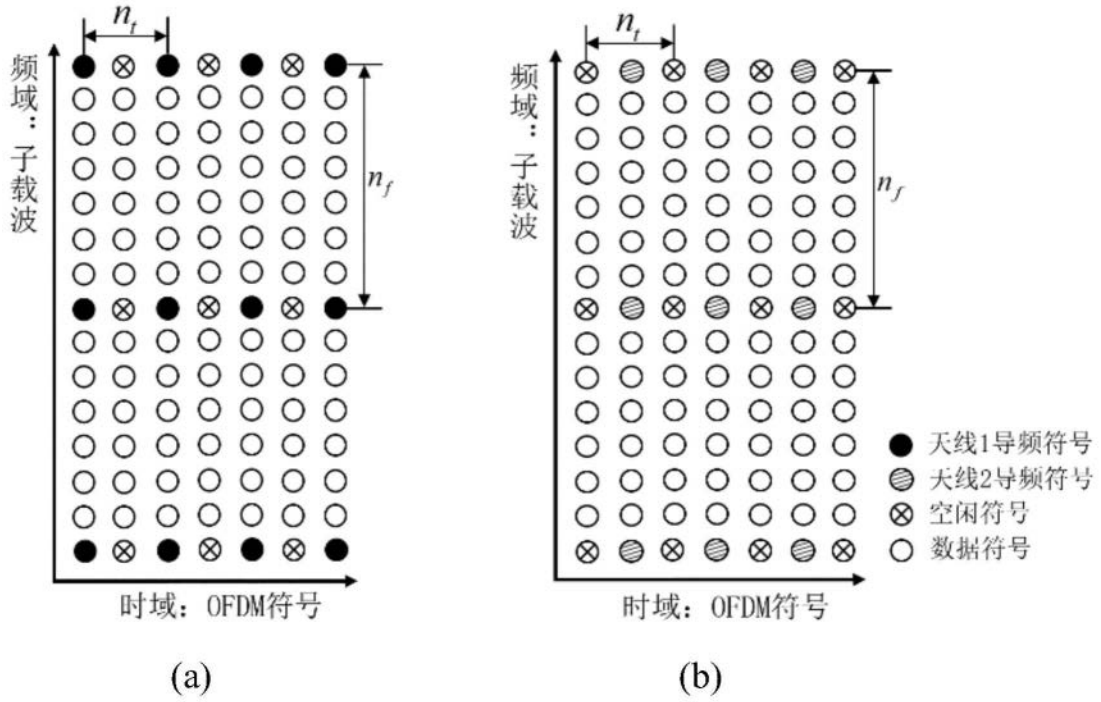 n_t
频域：子载波
n_f
时域：OFDM符号
(a)
n_t
频域：子载波
n_f
时域：OFDM符号
(b)
天线1导频符号
天线2导频符号
空闲符号
数据符号